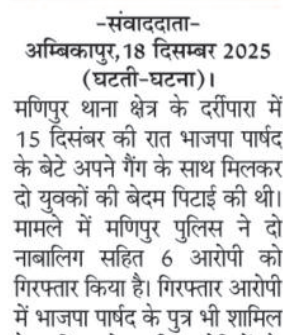 -संवाददाता-
अम्बिकापुर,18 दिसम्बर 2025
(घटती-घटना)।
मणिपुर थाना क्षेत्र के दर्रीपारा में
15 दिसंबर की रात भाजपा पार्षद
के बेटे अपने गैंग के साथ मिलकर
दो युवकों की बेदम पिटाई की थी।
मामले में मणिपुर पुलिस ने दो
नाबालिग सहित 6 आरोपी को
गिरफ्तार किया है। गिरफ्तार आरोपी
में भाजपा पार्षद के पुत्र भी शामिल